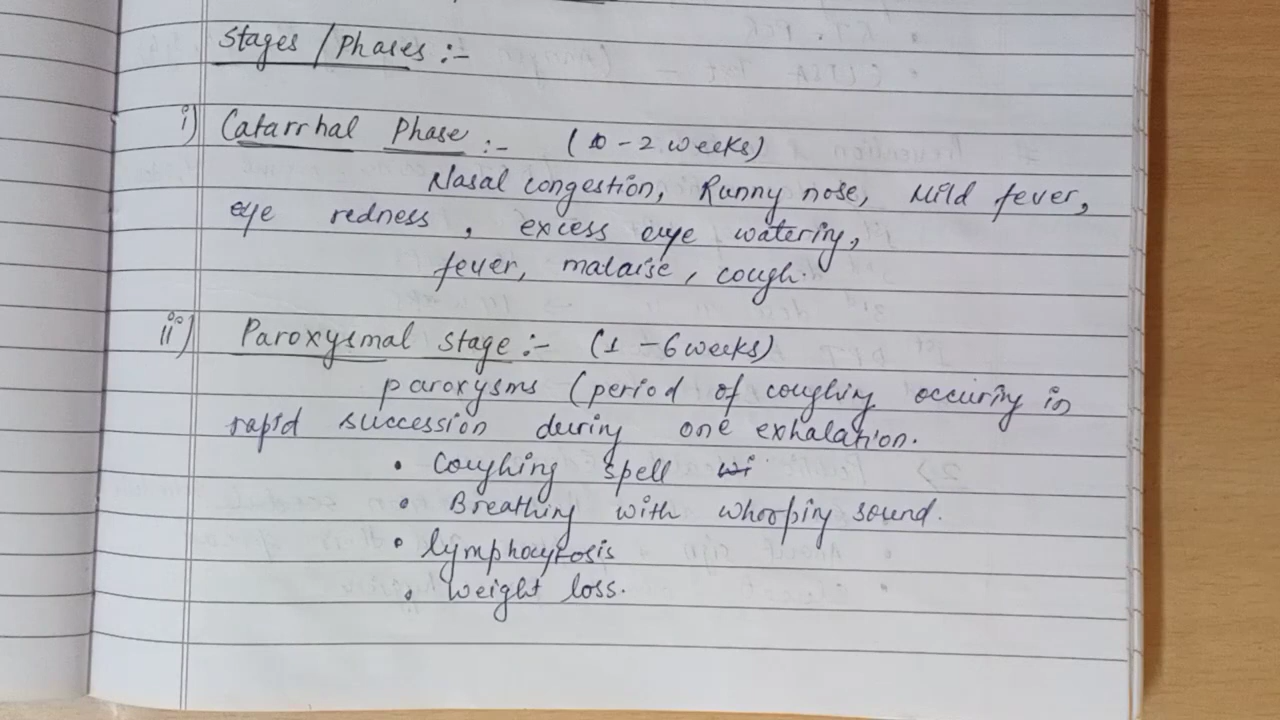 Stages / Phases :-
i) Catarrhal Phase :- (0 - 2 weeks)
Nasal congestion, Runny nose, Mild fever,
eye redness , excess eye watering,
fever, malaise, cough.
ii) Paroxysmal stage :- (1 - 6 weeks)
paroxysms (period of coughing occuring in
rapid succession during one exhalation.
• Coughing spell
• Breathing with whooping sound.
• lymphocytosis
• weight loss.